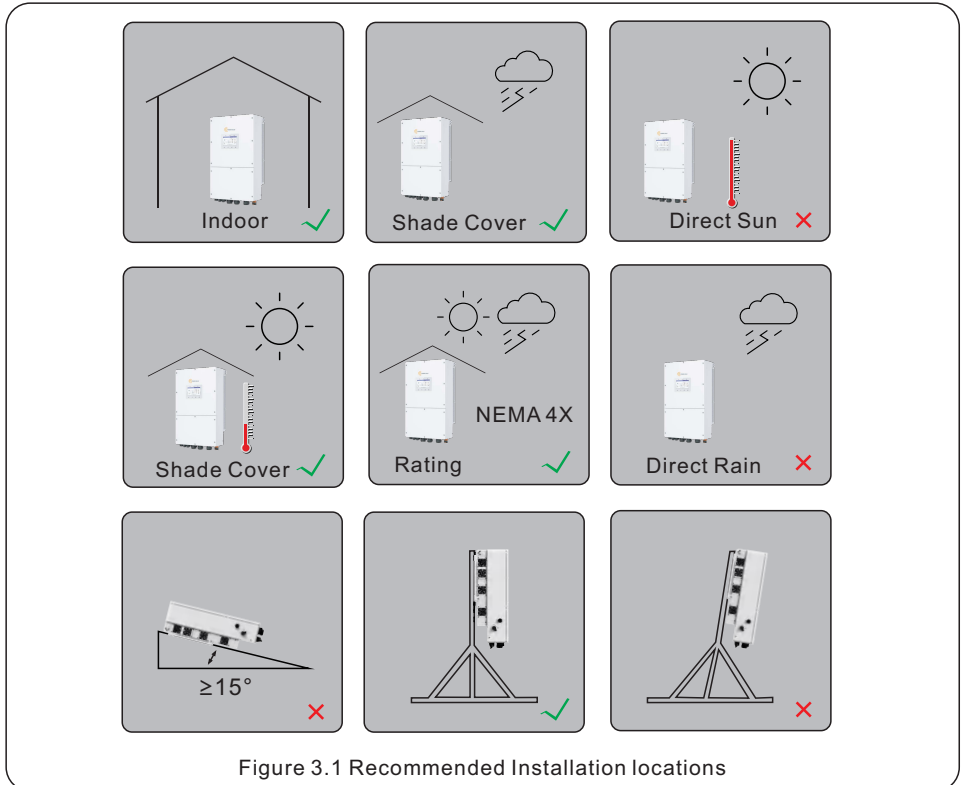 Indoor
Shade Cover
Direct Sun
Shade Cover
NEMA 4X
Rating
Direct Rain
≥15°
Figure 3.1 Recommended Installation locations